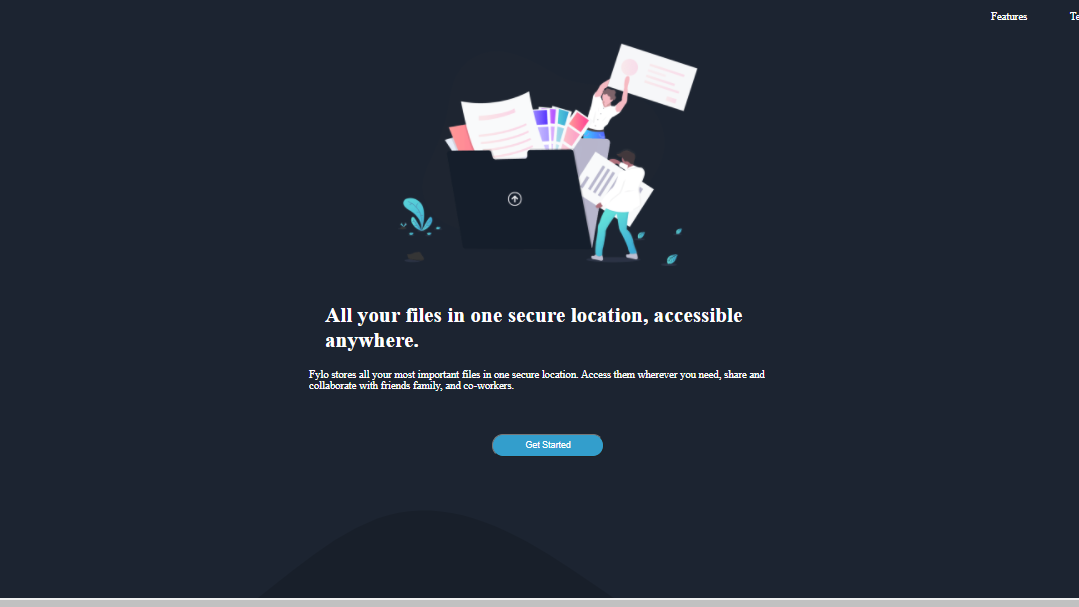 Features
Te
All your files in one secure location, accessible
anywhere.
Fylo stores all your most important files in one secure location. Access them wherever you need, share and
collaborate with friends family, and co-workers.
Get Started